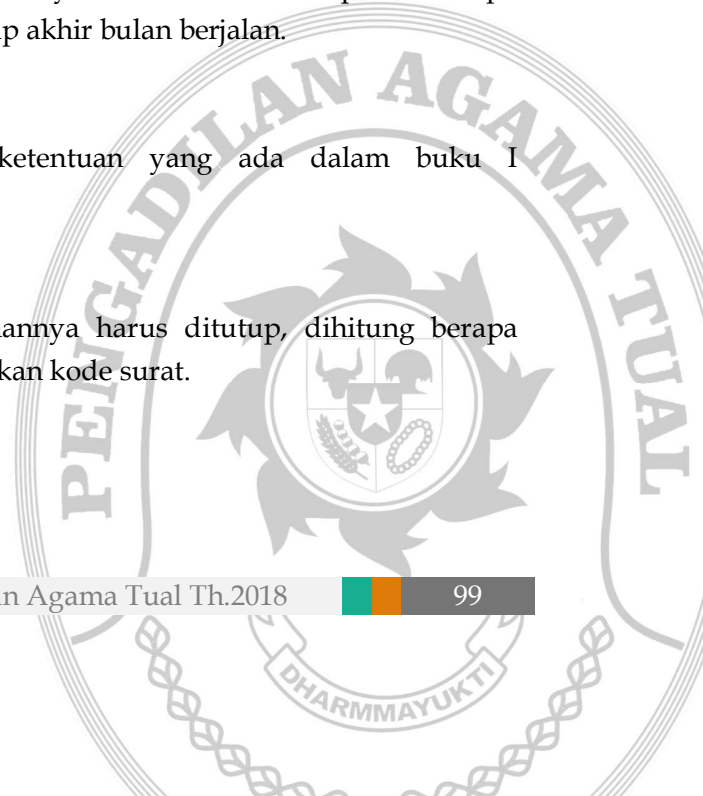 p akhir bulan berjalan.
ketentuan yang ada dalam buku I
annya harus ditutup, dihitung berapa
kan kode surat.
n Agama Tual Th.2018
99
PENGADILAN AGAMA TUAL
DHARMMAYUKTI